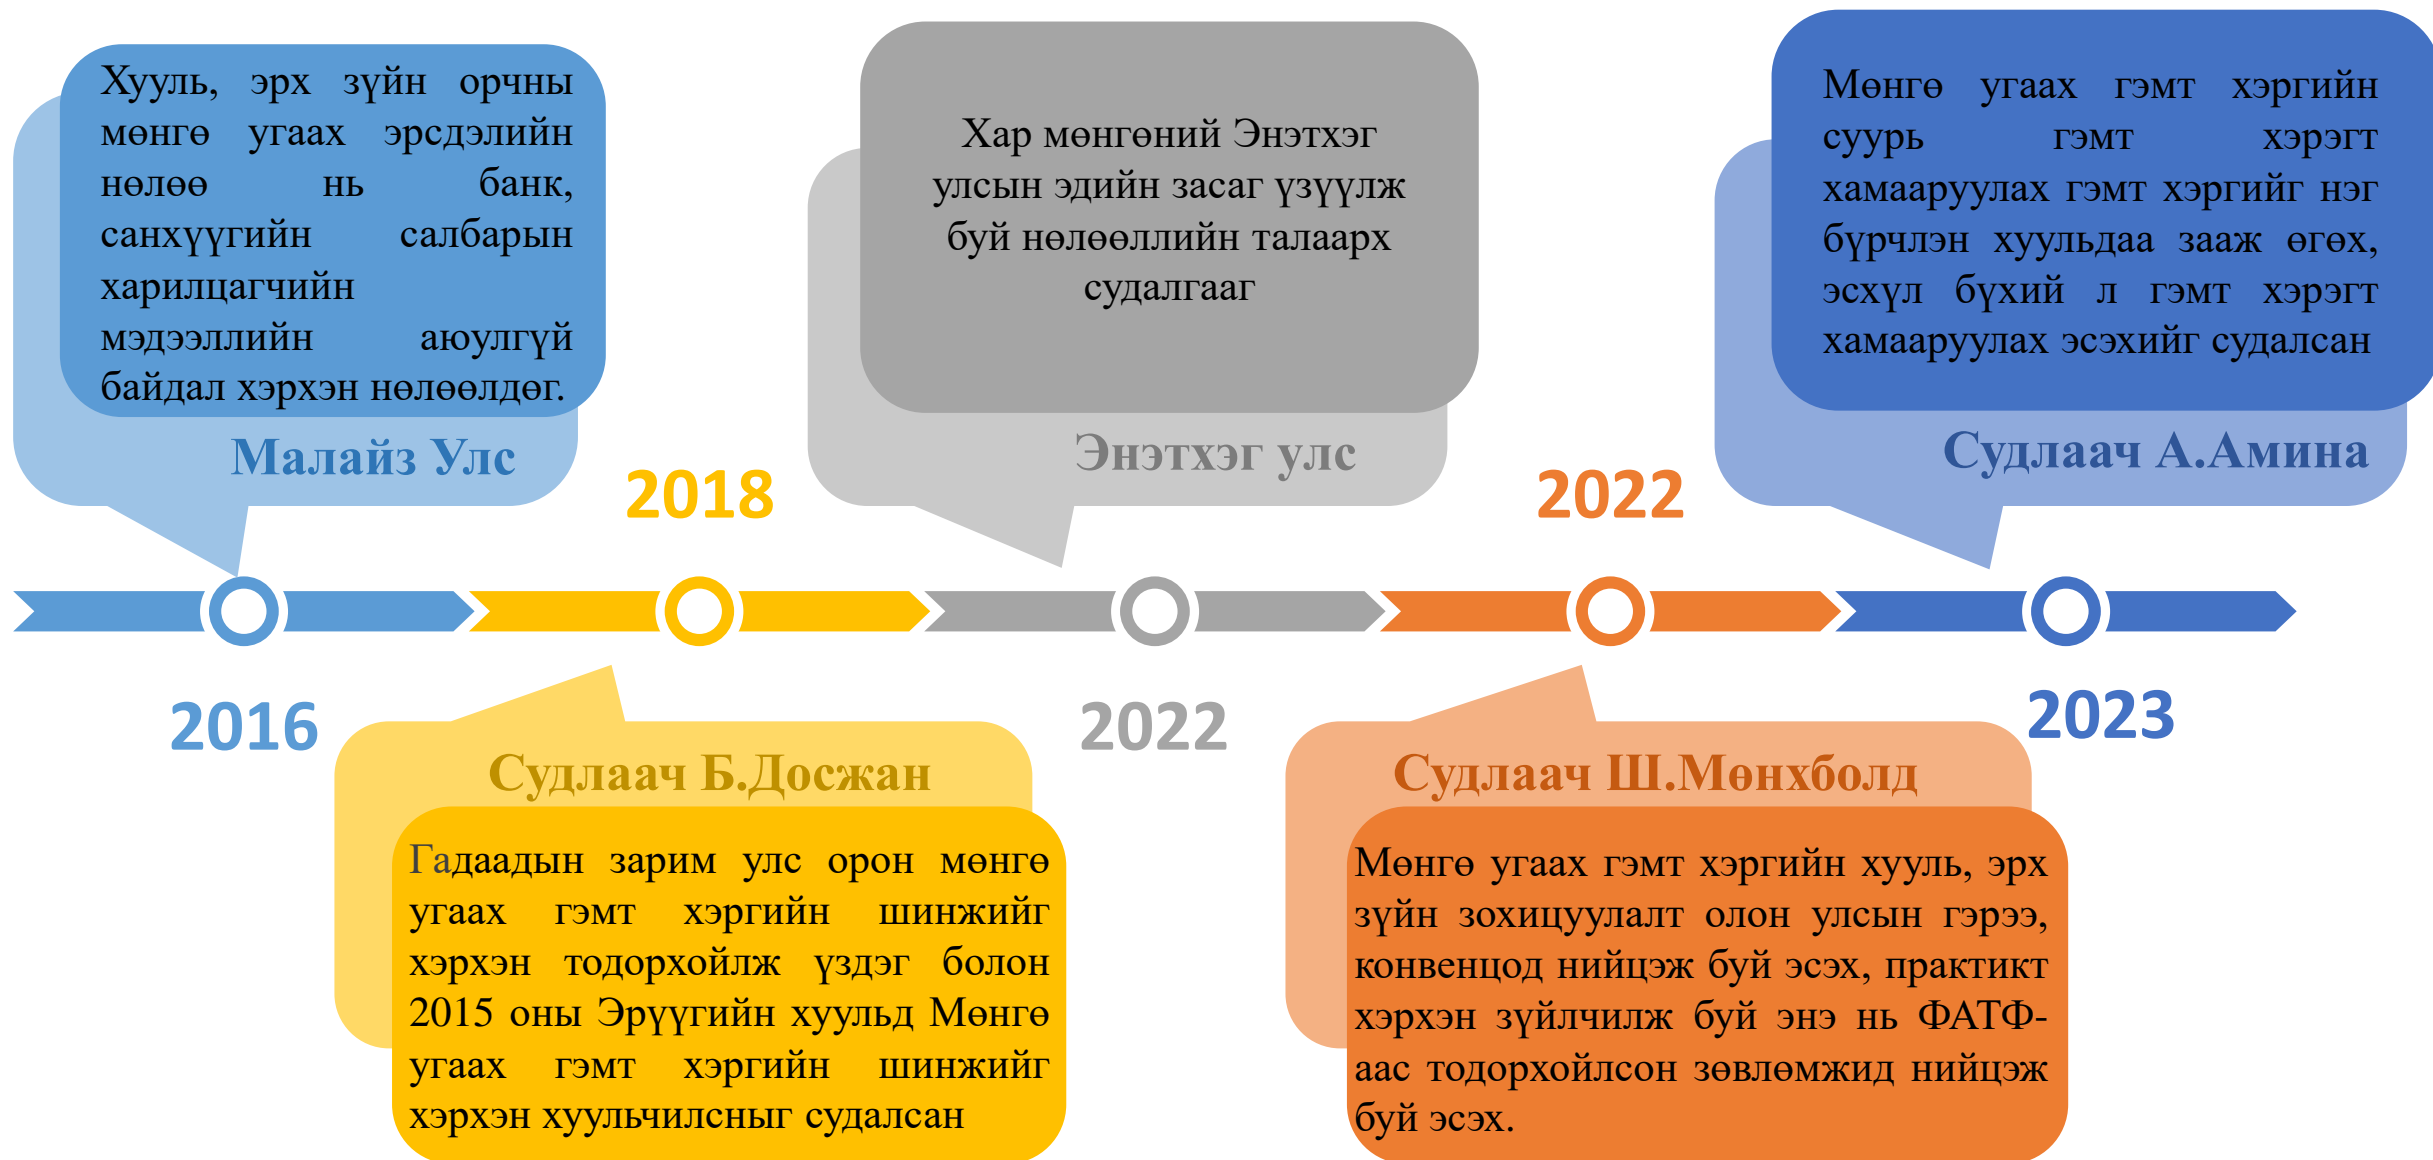 Хууль, эрх зүйн орчны
мөнгө угаах эрсдэлийн
нөлөө нь банк,
санхүүгийн салбарын
харилцагчийн
мэдээллийн аюулгүй
байдал хэрхэн нөлөөлдөг.
Малайз Улс
2016
2018
Судлаач Б.Досжан
Гадаадын зарим улс орон мөнгө
угаах гэмт хэргийн шинжийг
хэрхэн тодорхойлж үздэг болон
2015 оны Эрүүгийн хуульд Мөнгө
угаах гэмт хэргийн шинжийг
хэрхэн хуульчилсныг судалсан
Хар мөнгөний Энэтхэг
улсын эдийн засаг үзүүлж
буй нөлөөллийн талаарх
судалгааг
Энэтхэг улс
2022
2022
Судлаач Ш.Мөнхболд
Мөнгө угаах гэмт хэргийн хууль, эрх
зүйн зохицуулалт олон улсын гэрээ,
конвенцод нийцэж буй эсэх, практикт
хэрхэн зүйлчилж буй энэ нь ФАТФ-
аас тодорхойлсон зөвлөмжид нийцэж
буй эсэх.
Мөнгө угаах гэмт хэргийн
суурь гэмт хэрэгт
хамааруулах гэмт хэргийг нэг
бүрчлэн хуульдаа зааж өгөх,
эсхүл бүхий л гэмт хэрэгт
хамааруулах эсэхийг судалсан
Судлаач А.Амина
2023